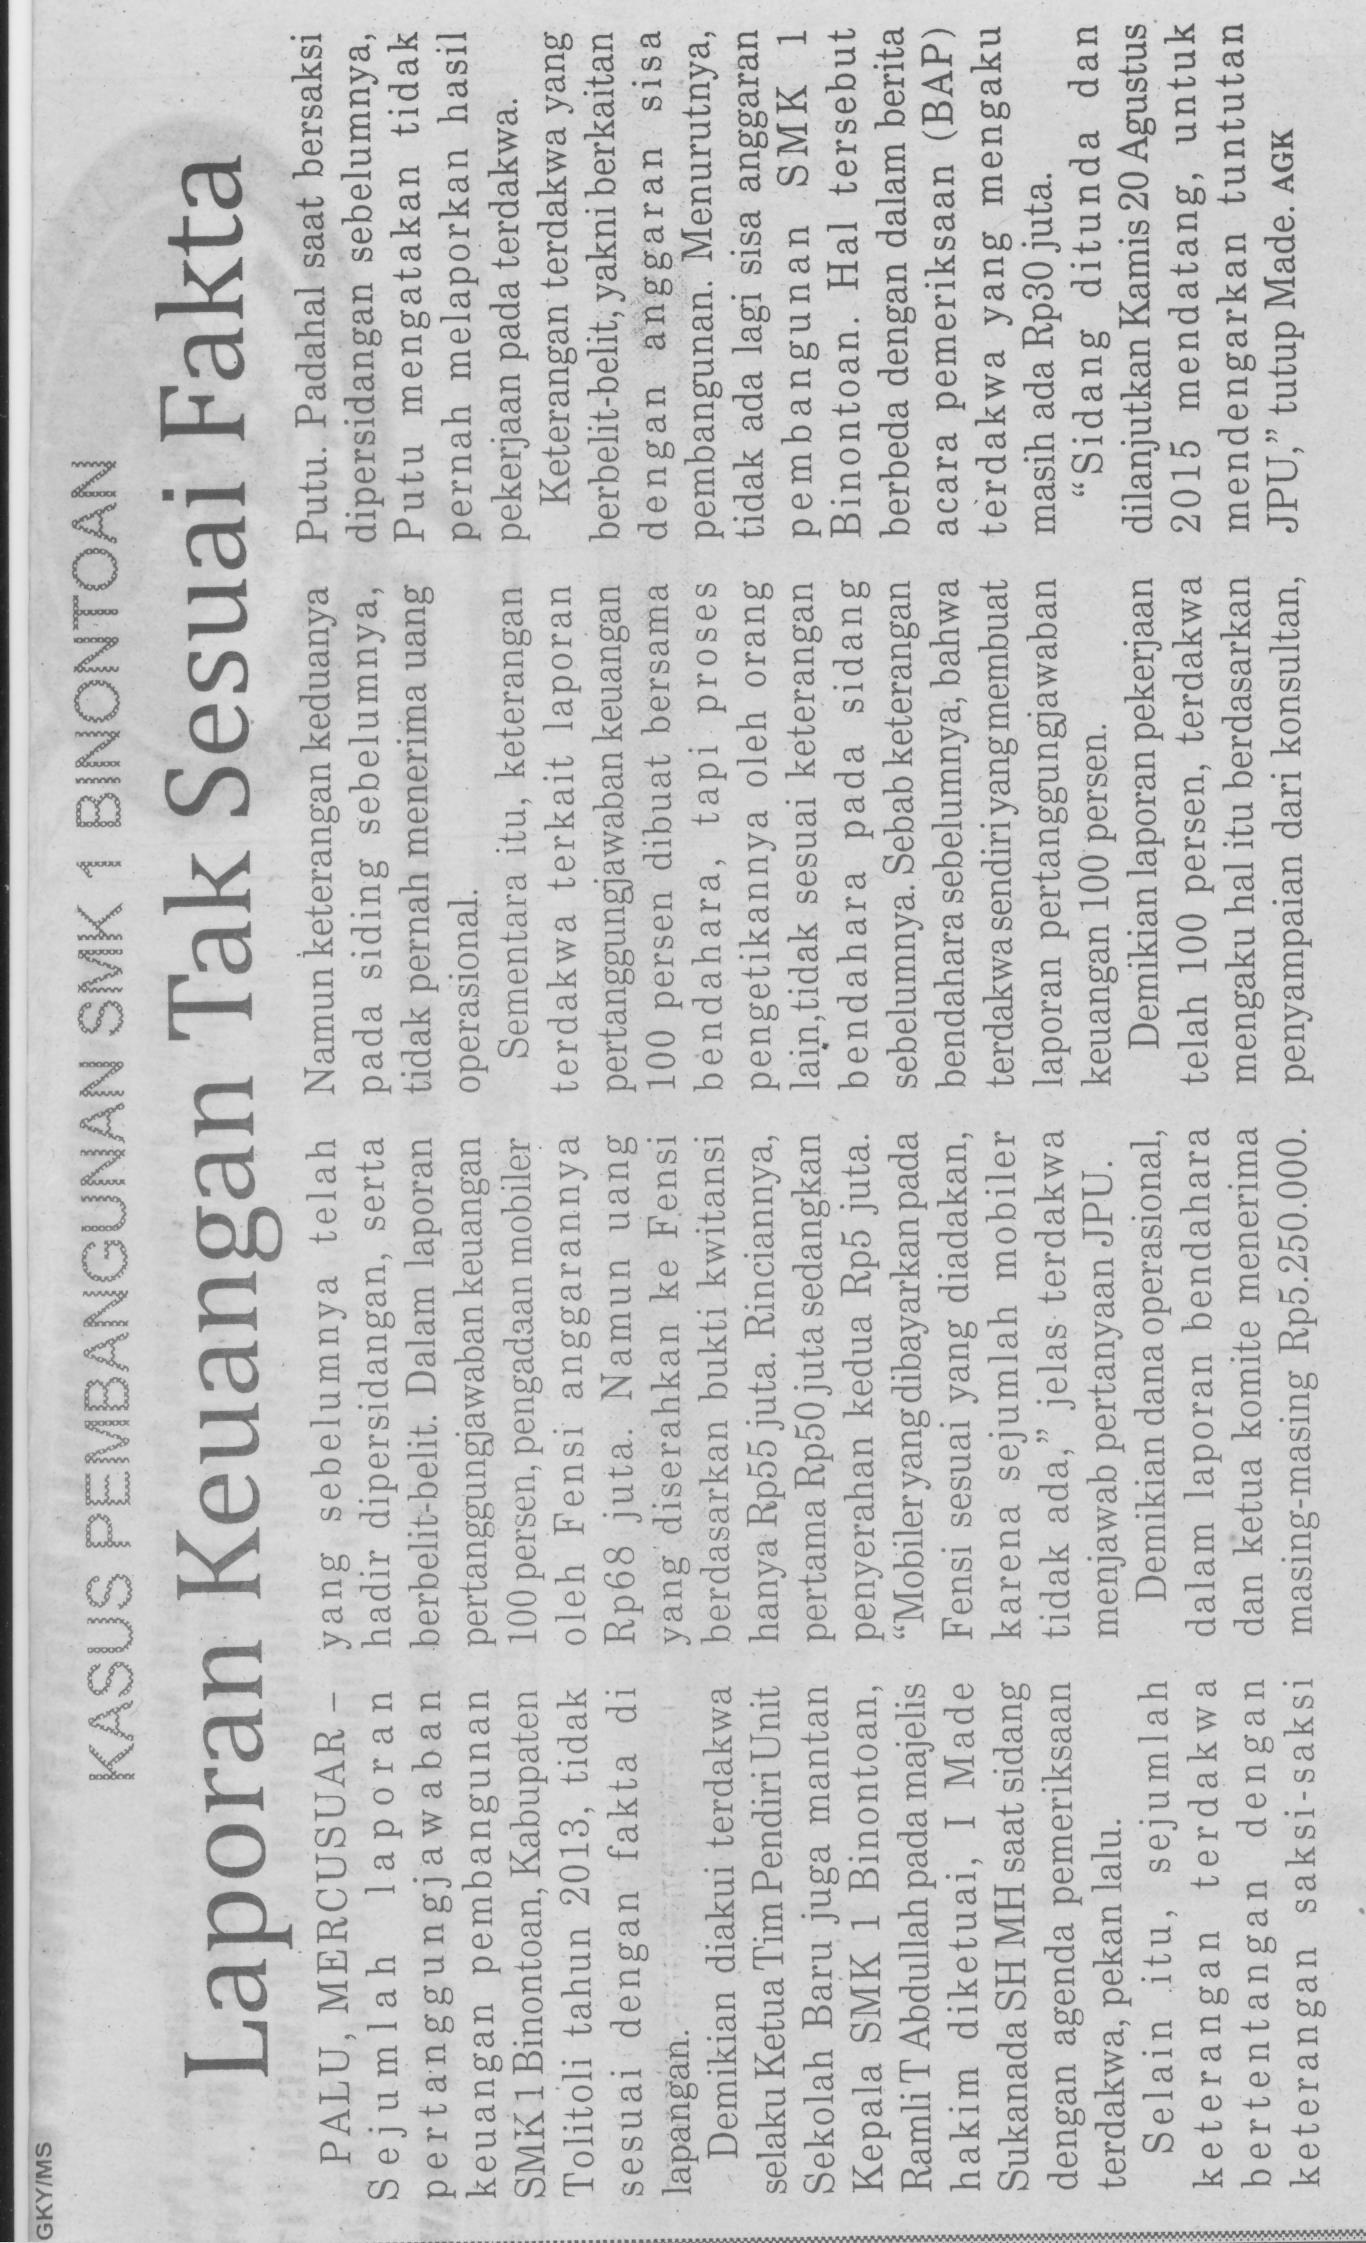 GKY/MS
KASUS PEMBANGUNAN SMK 1 BINONTOAN
Laporan Keuangan Tak Sesuai Fakta
PALU, MERCUSUAR –
Sejumlah laporan
pertanggungjawaban
keuangan pembangunan
SMK 1 Binontoan, Kabupaten
Tolitoli tahun 2013, tidak
sesuai dengan fakta di
lapangan.
Demikian diakui terdakwa
selaku Ketua Tim Pendiri Unit
Sekolah Baru juga mantan
Kepala SMK 1 Binontoan,
Ramli T Abdullah pada majelis
hakim diketuai, I Made
Sukanada SH MH saat sidang
dengan agenda pemeriksaan
terdakwa, pekan lalu.
Selain itu, sejumlah
keterangan terdakwa
bertentangan dengan
keterangan saksi-saksi
yang sebelumnya telah
hadir dipersidangan, serta
berbelit-belit. Dalam laporan
pertanggungjawaban keuangan
100 persen, pengadaan mobiler
oleh Fensi anggarannya
Rp68 juta. Namun uang
yang diserahkan ke Fensi
berdasarkan bukti kwitansi
hanya Rp55 juta. Rinciannya,
pertama Rp50 juta sedangkan
penyerahan kedua Rp5 juta.
“Mobiler yang dibayarkan pada
Fensi sesuai yang diadakan,
karena sejumlah mobiler
tidak ada,” jelas terdakwa
menjawab pertanyaan JPU.
Demikian dana operasional,
dalam laporan bendahara
dan ketua komite menerima
masing-masing Rp5.250.000.
Namun keterangan keduanya
pada siding sebelumnya,
tidak pernah menerima uang
operasional.
Sementara itu, keterangan
terdakwa terkait laporan
pertanggungjawaban keuangan
100 persen dibuat bersama
bendahara, tapi proses
pengetikannya oleh orang
lain, tidak sesuai keterangan
bendahara pada sidang
sebelumnya. Sebab keterangan
bendahara sebelumnya, bahwa
terdakwa sendiri yang membuat
laporan pertanggungjawaban
keuangan 100 persen.
Demikian laporan pekerjaan
telah 100 persen, terdakwa
mengaku hal itu berdasarkan
penyampaian dari konsultan,
Putu. Padahal saat bersaksi
dipersidangan sebelumnya,
Putu mengatakan tidak
pernah melaporkan hasil
pekerjaan pada terdakwa.
Keterangan terdakwa yang
berbelit-belit, yakni berkaitan
dengan anggaran sisa
pembangunan. Menurutnya,
tidak ada lagi sisa anggaran
pembangunan SMK 1
Binontoan. Hal tersebut
berbeda dengan dalam berita
acara pemeriksaan (BAP)
terdakwa yang mengaku
masih ada Rp30 juta.
“Sidang ditunda dan
dilanjutkan Kamis 20 Agustus
2015 mendatang, untuk
mendengarkan tuntutan
JPU,” tutup Made. AGK